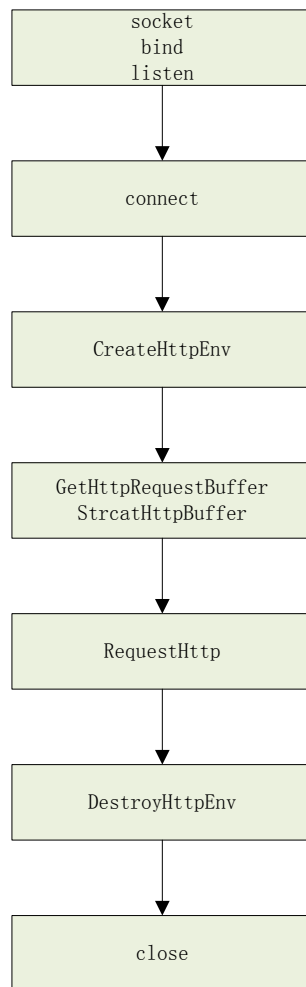 socket
bind
listen
connect
CreateHttpEnv
GetHttpRequestBuffer
StrcatHttpBuffer
RequestHttp
DestroyHttpEnv
close